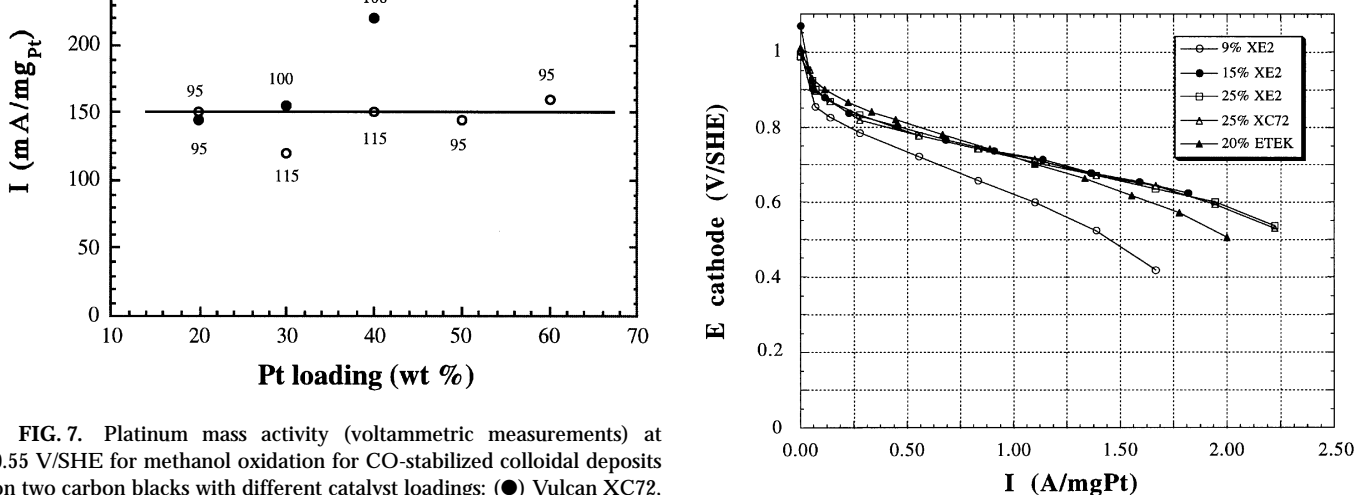 200
150
100
50
0
I (mA/mgPt)
95
100
95
115
95
115
95
10 20 30 40 50 60 70
Pt loading (wt %)
FIG. 7. Platinum mass activity (voltammetric measurements) at
0.55 V/SHE for methanol oxidation for CO-stabilized colloidal deposits
on two carbon blacks with different catalyst loadings: (●) Vulcan XC72.
1
0.8
0.6
0.4
0.2
0
E cathode (V/SHE)
9% XE2
15% XE2
25% XE2
25% XC72
20% ETEK
0.00 0.50 1.00 1.50 2.00 2.50
I (A/mgPt)